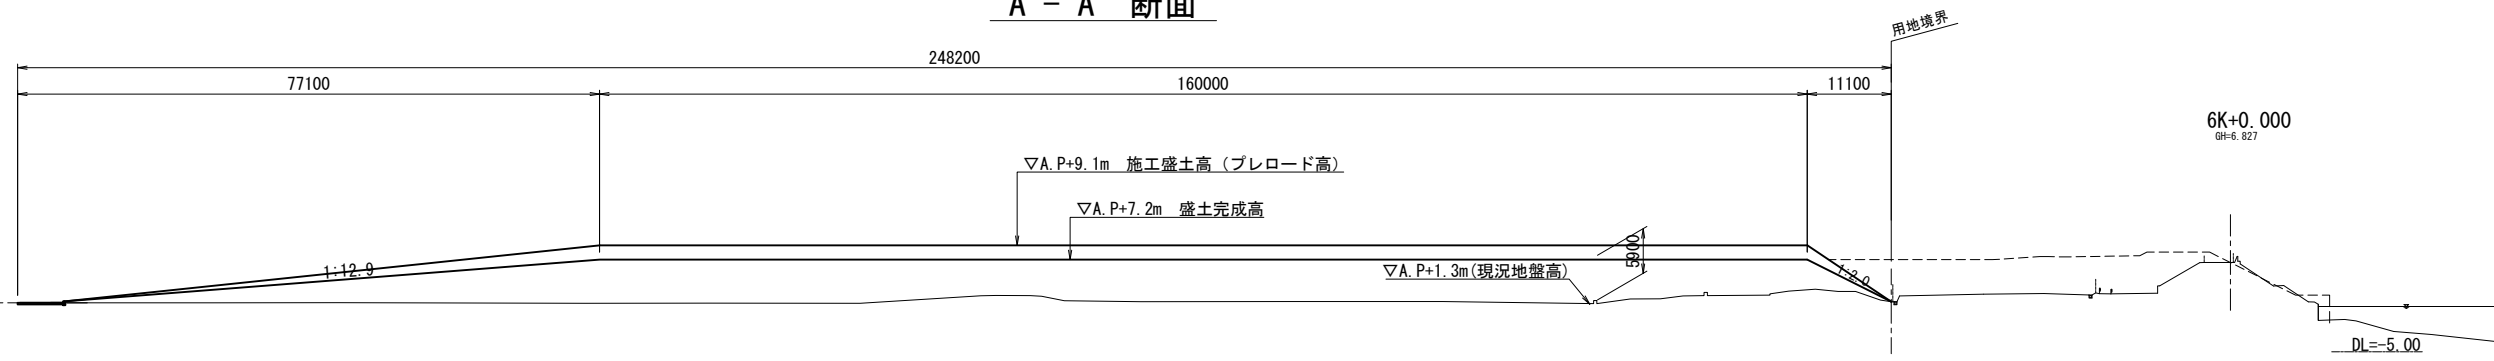 A - A 断面
用地境界
248200
77100
160000
11100
6K+0.000
GH=6.827
▽A.P+9.1m 施工盛土高（プレロード高）
▽A.P+7.2m 盛土完成高
5900
▽A.P+1.3m(現況地盤高)
1:12.9
1:2.0
DL=-5.00